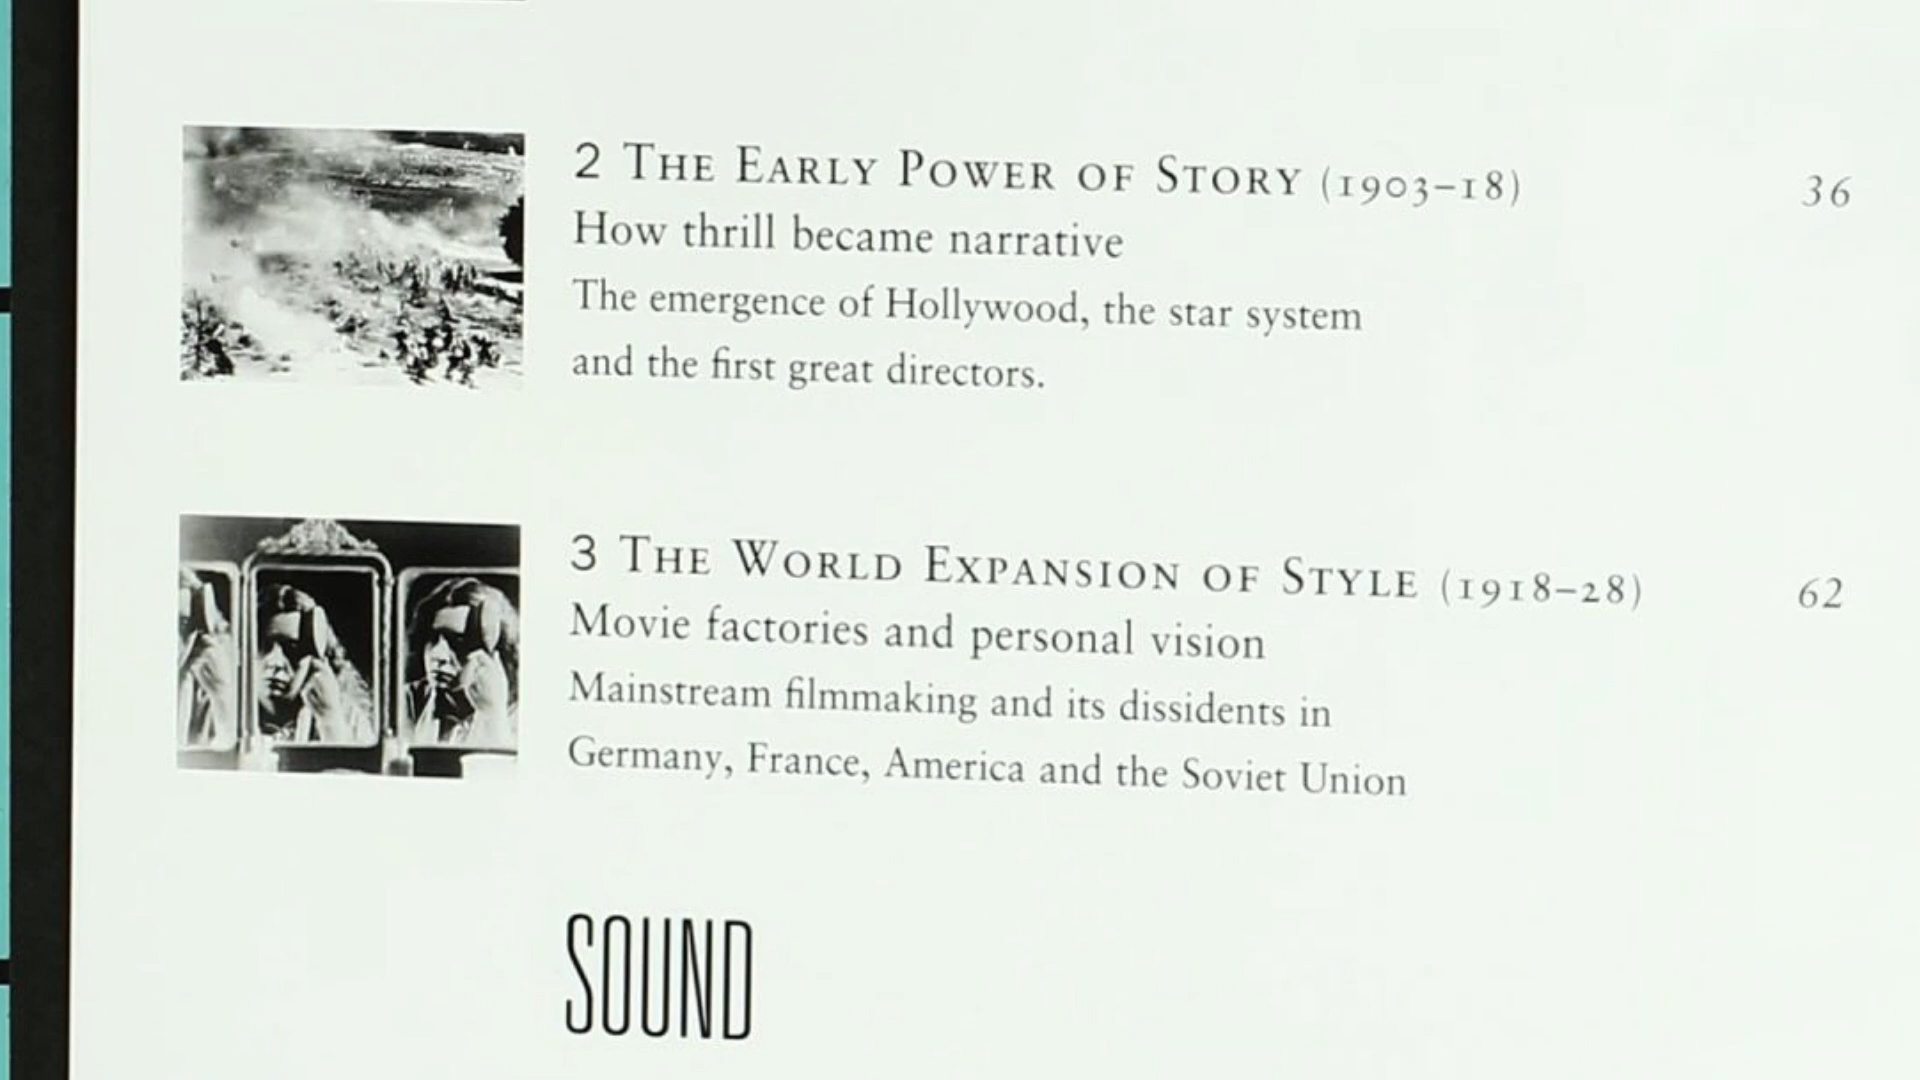 2 THE EARLY POWER OF STORY (1903–18) 36
How thrill became narrative
The emergence of Hollywood, the star system
and the first great directors.
3 THE WORLD EXPANSION OF STYLE (1918–28) 62
Movie factories and personal vision
Mainstream filmmaking and its dissidents in
Germany, France, America and the Soviet Union
SOUND